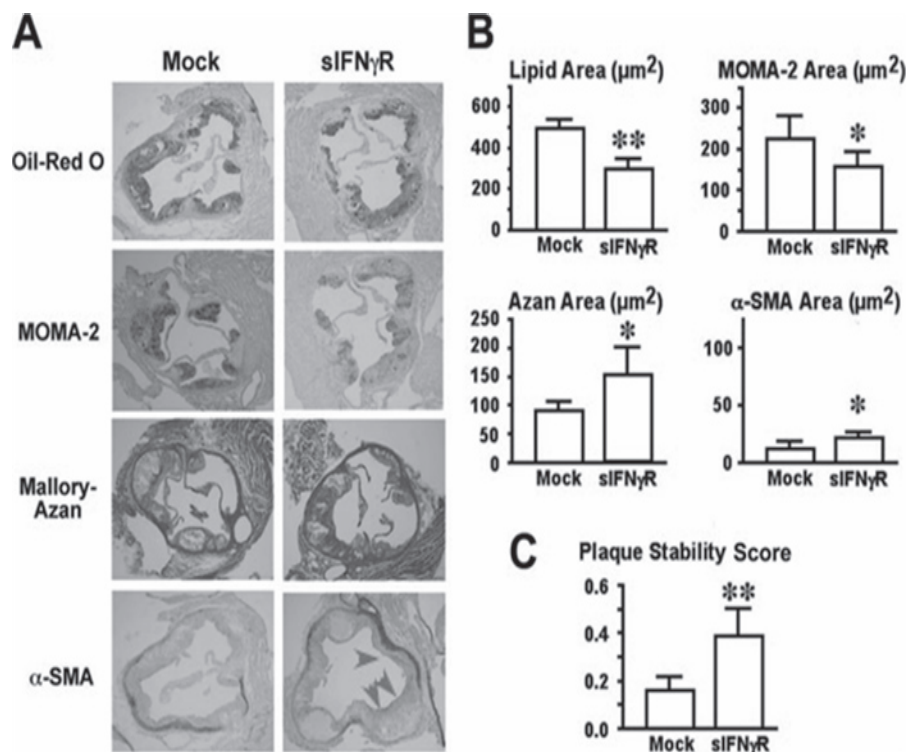 A
Mock sIFNγR
Oil-Red O
MOMA-2
Mallory-
Azan
α-SMA
B
Lipid Area (µm²)
600
400
200
0
Mock sIFNγR
**
MOMA-2 Area (µm²)
300
200
100
0
Mock sIFNγR
*
Azan Area (µm²)
250
200
150
100
50
0
Mock sIFNγR
*
α-SMA Area (µm²)
100
50
0
Mock sIFNγR
*
C
Plaque Stability Score
0.6
0.4
0.2
0.0
Mock sIFNγR
**